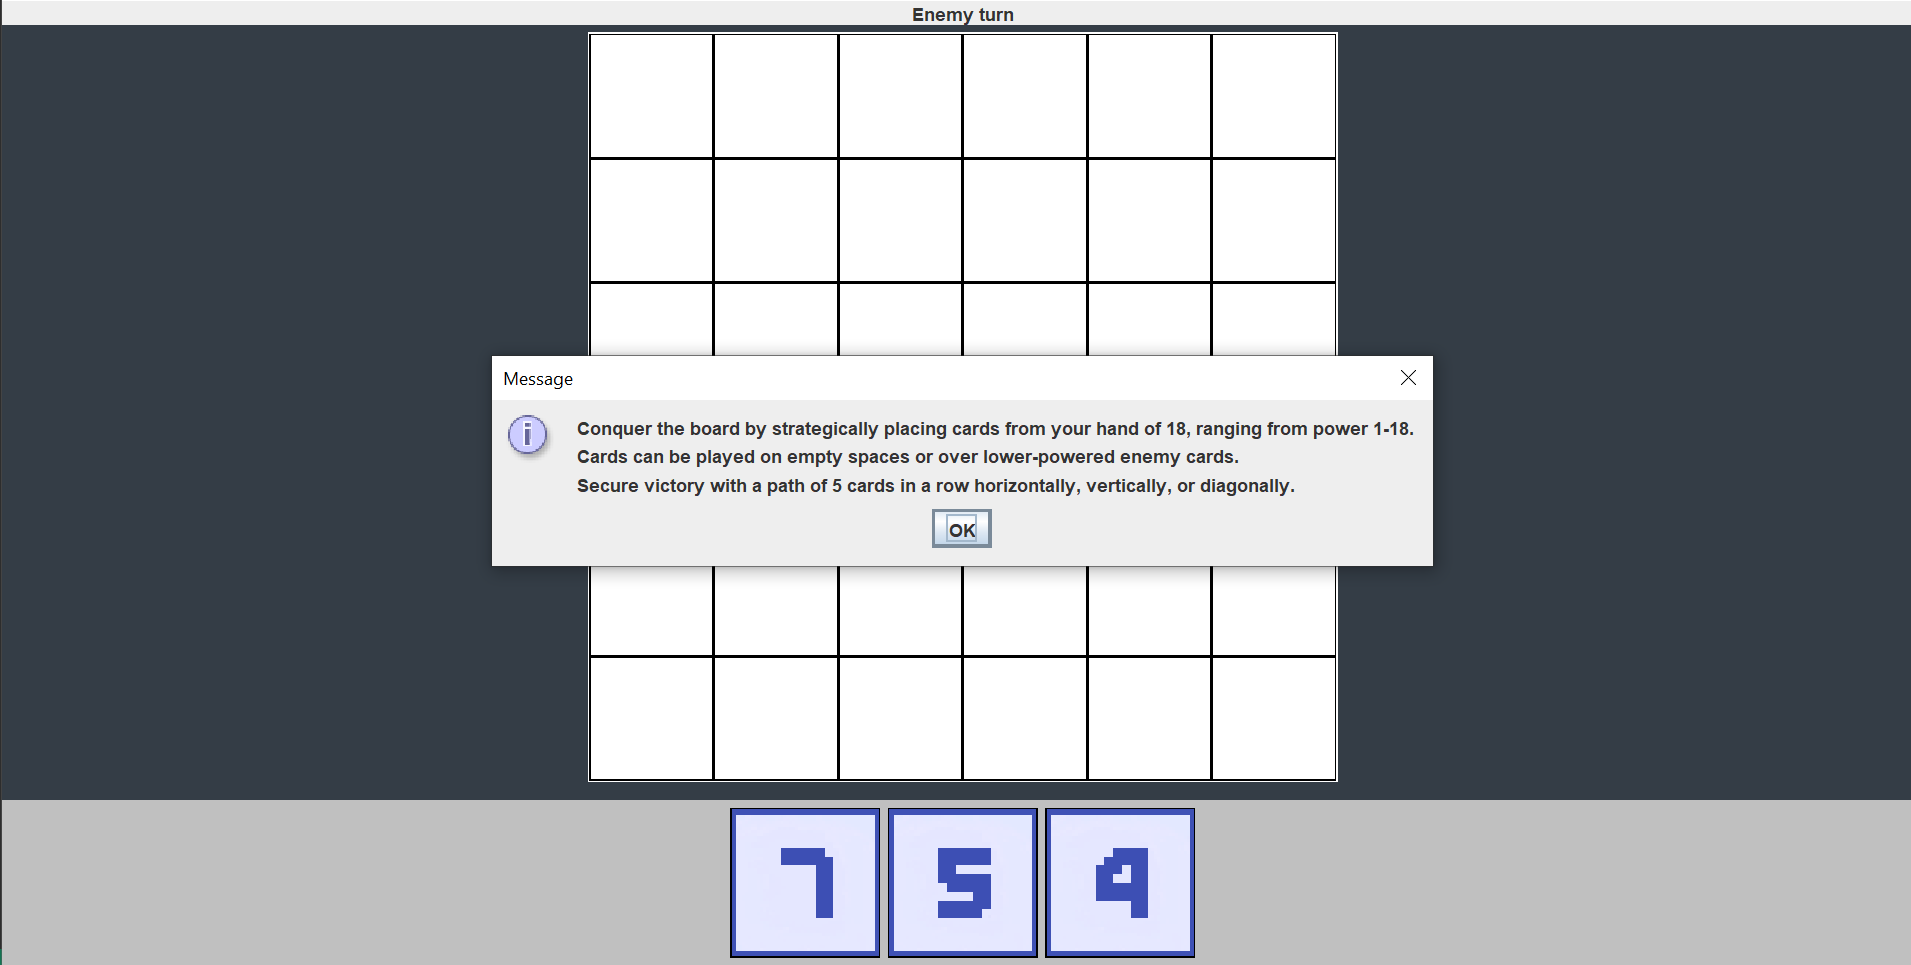 Enemy turn
Message
Conquer the board by strategically placing cards from your hand of 18, ranging from power 1-18.
Cards can be played on empty spaces or over lower-powered enemy cards.
Secure victory with a path of 5 cards in a row horizontally, vertically, or diagonally.
OK
7 5 9